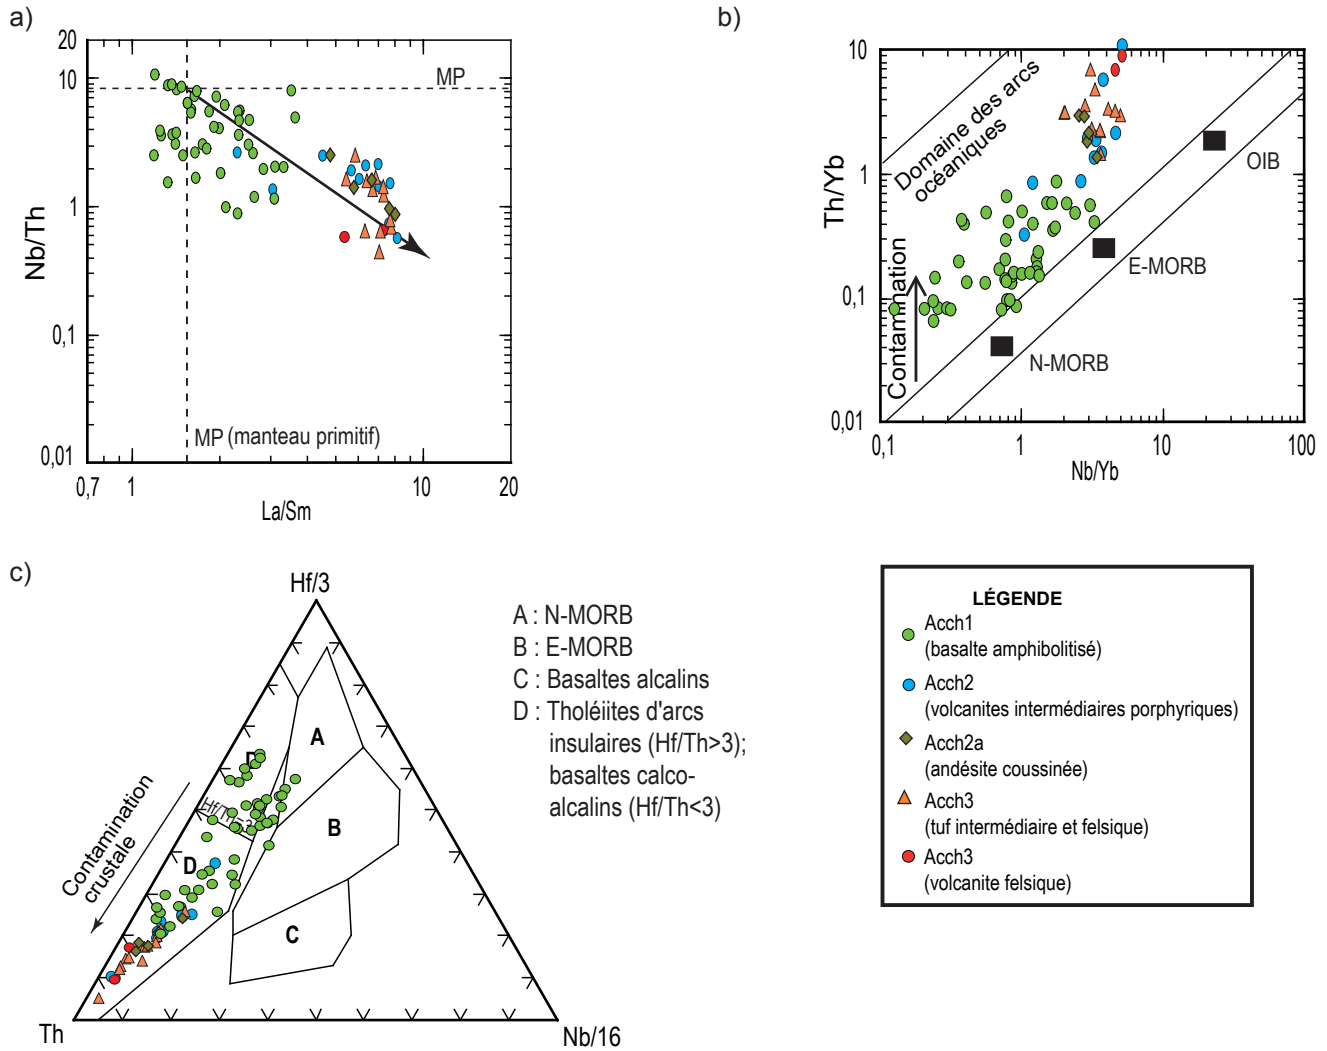 a)
20
10
1
0,1
0,01
Nb/Th
MP
MP (manteau primitif)
0,7
1
10
20
La/Sm
b)
10
1
0,1
0,01
Th/Yb
Domaine des arcs
océaniques
Contamination
OIB
E-MORB
N-MORB
0,1
1
10
100
Nb/Yb
c)
Hf/3
A
B
C
D
D
Hf/Th=3
Contamination
crustale
Th
Nb/16
A : N-MORB
B : E-MORB
C : Basaltes alcalins
D : Tholéiites d'arcs
insulaires (Hf/Th>3);
basaltes calco-
alcalins (Hf/Th<3)
LÉGENDE
Acch1
(basalte amphibolitisé)
Acch2
(volcanites intermédiaires porphyriques)
Acch2a
(andésite coussinée)
Acch3
(tuf intermédiaire et felsique)
Acch3
(volcanite felsique)